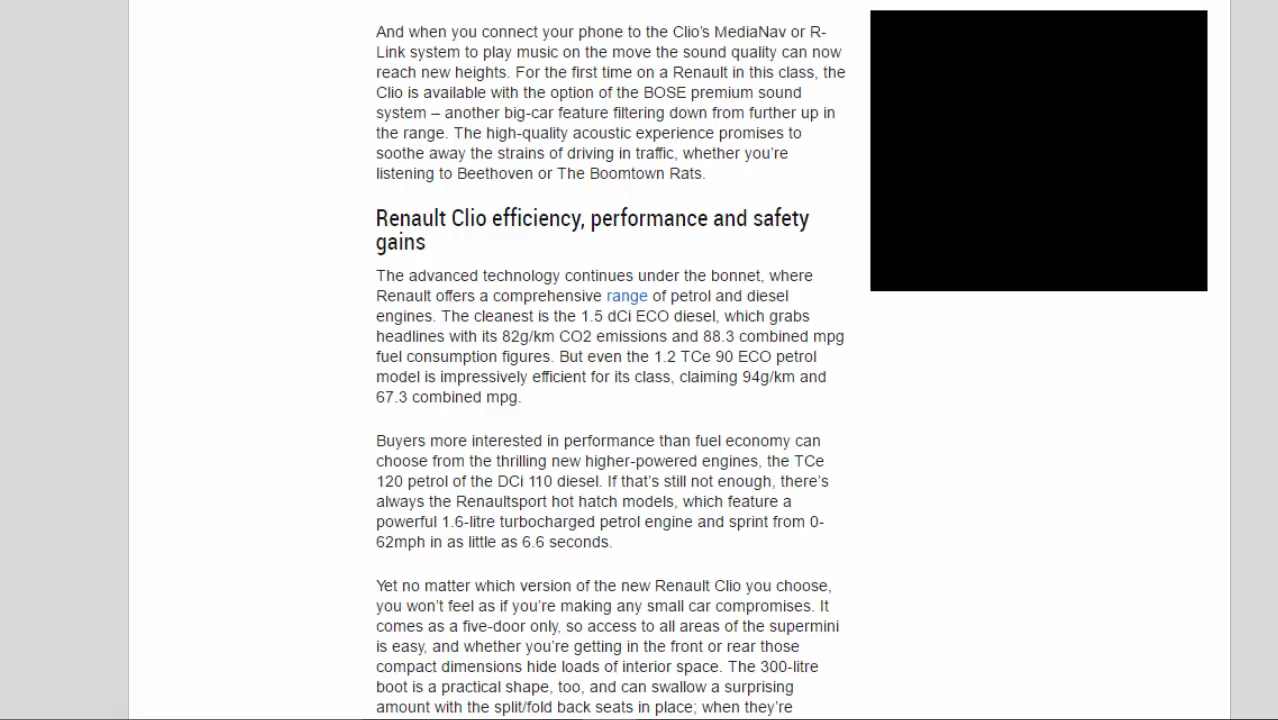 And when you connect your phone to the Clio’s MediaNav or R-
Link system to play music on the move the sound quality can now
reach new heights. For the first time on a Renault in this class, the
Clio is available with the option of the BOSE premium sound
system – another big-car feature filtering down from further up in
the range. The high-quality acoustic experience promises to
soothe away the strains of driving in traffic, whether you’re
listening to Beethoven or The Boomtown Rats.
Renault Clio efficiency, performance and safety
gains
The advanced technology continues under the bonnet, where
Renault offers a comprehensive range of petrol and diesel
engines. The cleanest is the 1.5 dCi ECO diesel, which grabs
headlines with its 82g/km CO2 emissions and 88.3 combined mpg
fuel consumption figures. But even the 1.2 TCe 90 ECO petrol
model is impressively efficient for its class, claiming 94g/km and
67.3 combined mpg.
Buyers more interested in performance than fuel economy can
choose from the thrilling new higher-powered engines, the TCe
120 petrol of the DCi 110 diesel. If that’s still not enough, there’s
always the Renaultsport hot hatch models, which feature a
powerful 1.6-litre turbocharged petrol engine and sprint from 0-
62mph in as little as 6.6 seconds.
Yet no matter which version of the new Renault Clio you choose,
you won’t feel as if you’re making any small car compromises. It
comes as a five-door only, so access to all areas of the supermini
is easy, and whether you’re getting in the front or rear those
compact dimensions hide loads of interior space. The 300-litre
boot is a practical shape, too, and can swallow a surprising
amount with the split/fold back seats in place; when they’re